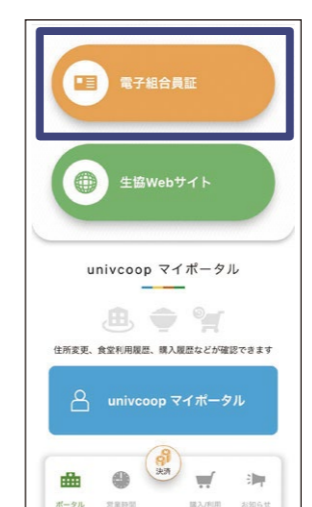 電子組合員証
生協Webサイト
univcoop マイポータル
住所変更、食堂利用履歴、購入履歴などが確認できます
univcoop マイポータル
決済
ポータル 営業時間 購入/利用 お知らせ